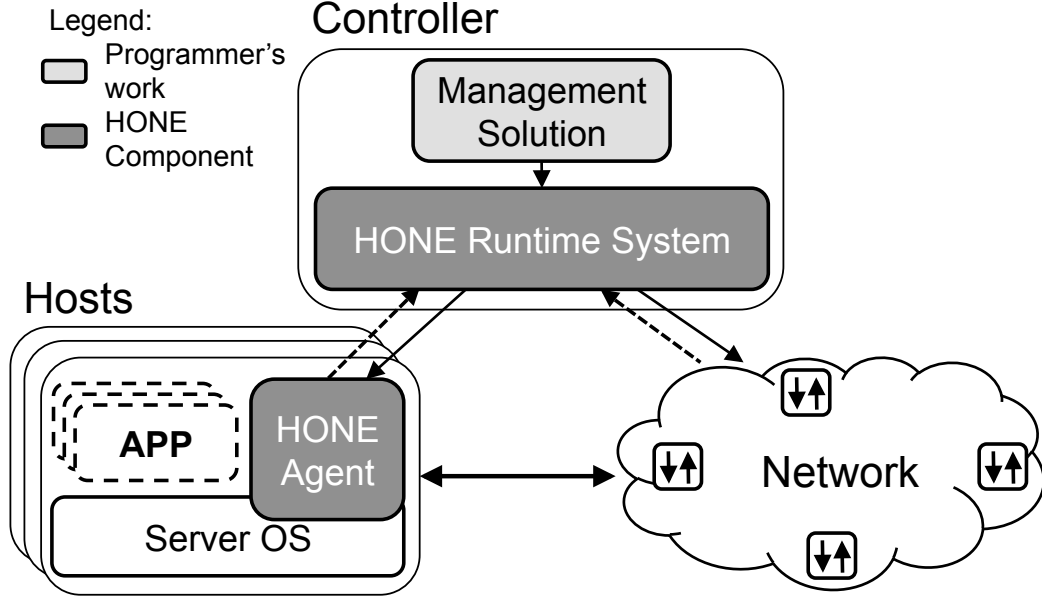 Legend:
Programmer's
work
HONE
Component
Controller
Management
Solution
HONE Runtime System
Hosts
APP
HONE
Agent
Server OS
Network